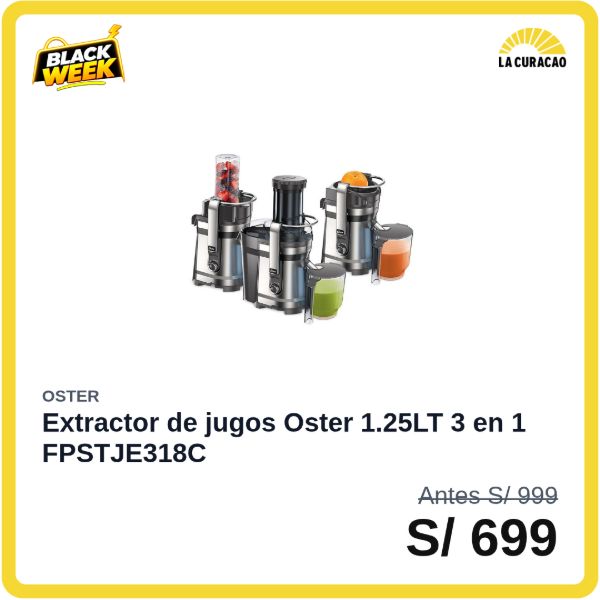 BLACK
WEEK
LA CURACAO
OSTER
Extractor de jugos Oster 1.25LT 3 en 1
FPSTJE318C
Antes S/ 999
S/ 699